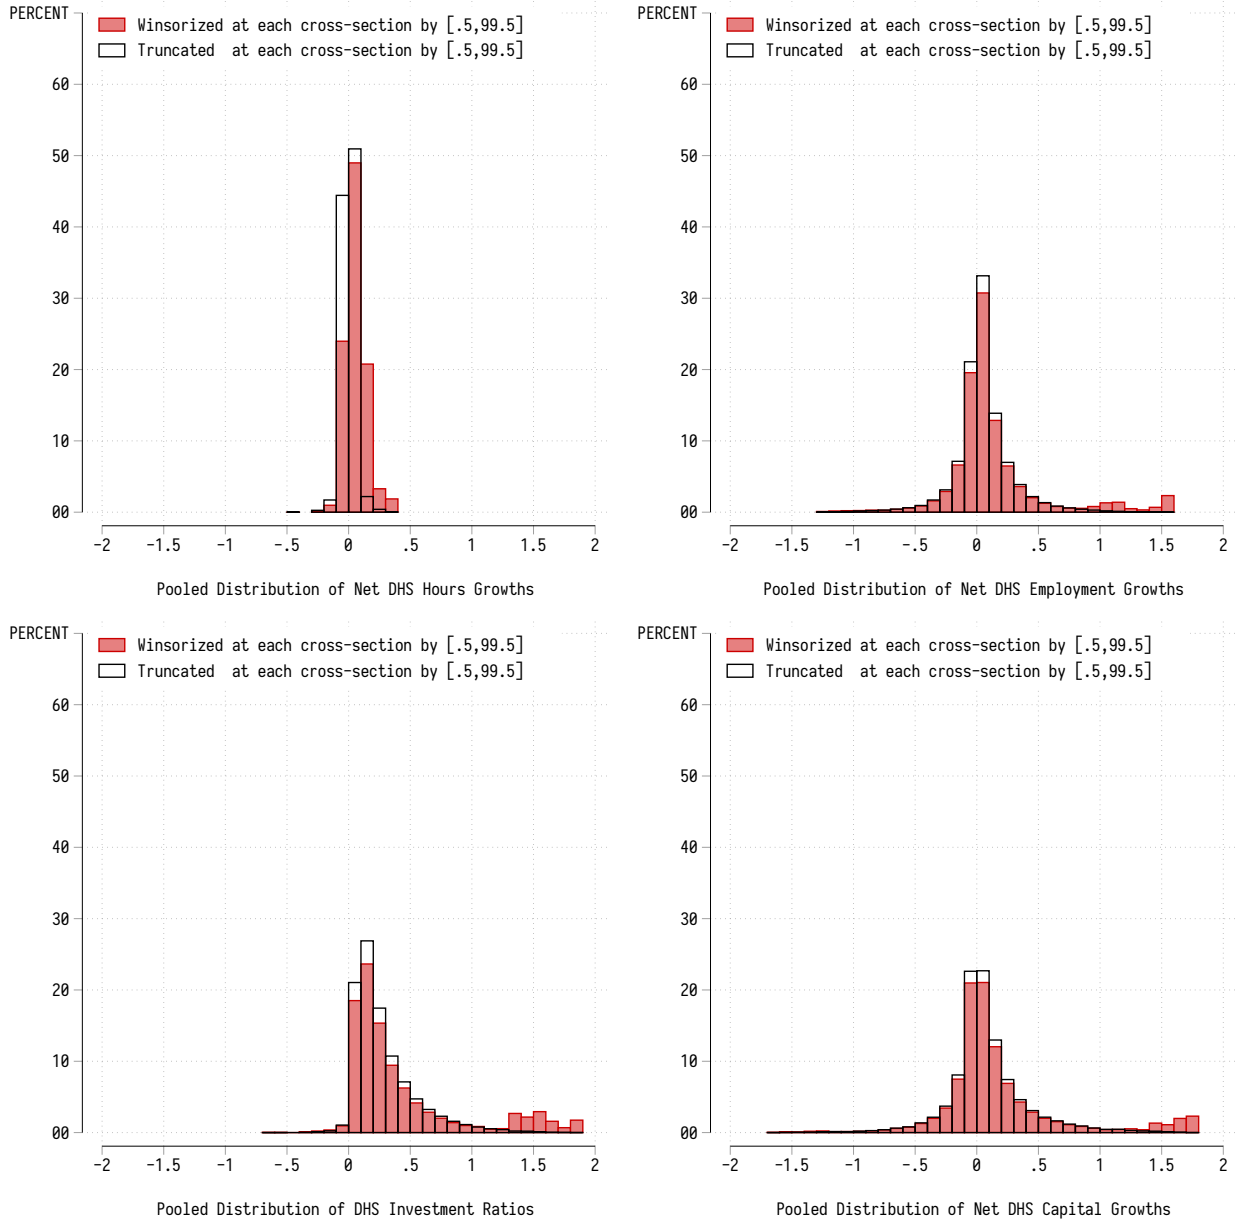 PERCENT
Winsorized at each cross-section by [.5,99.5]
Truncated  at each cross-section by [.5,99.5]
60
50
40
30
20
10
00
-2 -1.5 -1 -.5 0 .5 1 1.5 2
Pooled Distribution of Net DHS Hours Growths
PERCENT
Winsorized at each cross-section by [.5,99.5]
Truncated  at each cross-section by [.5,99.5]
60
50
40
30
20
10
00
-2 -1.5 -1 -.5 0 .5 1 1.5 2
Pooled Distribution of Net DHS Employment Growths
PERCENT
Winsorized at each cross-section by [.5,99.5]
Truncated  at each cross-section by [.5,99.5]
60
50
40
30
20
10
00
-2 -1.5 -1 -.5 0 .5 1 1.5 2
Pooled Distribution of DHS Investment Ratios
PERCENT
Winsorized at each cross-section by [.5,99.5]
Truncated  at each cross-section by [.5,99.5]
60
50
40
30
20
10
00
-2 -1.5 -1 -.5 0 .5 1 1.5 2
Pooled Distribution of Net DHS Capital Growths